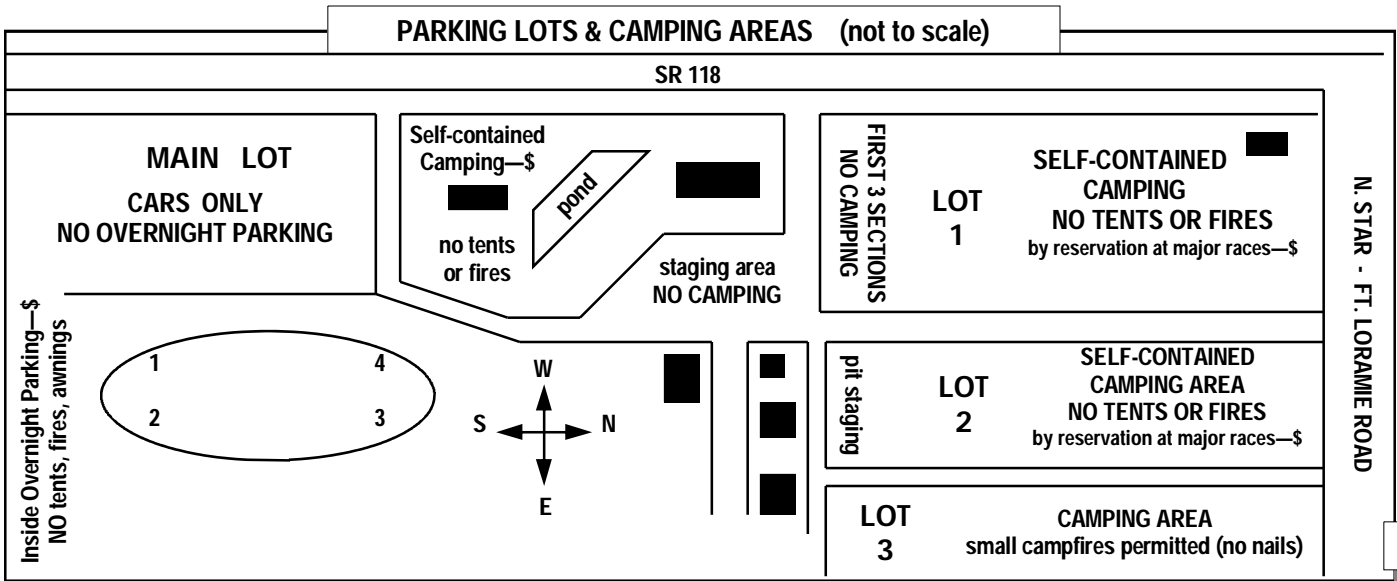 PARKING LOTS & CAMPING AREAS (not to scale)
SR 118
MAIN LOT
CARS ONLY
NO OVERNIGHT PARKING
Self-contained
Camping—$
pond
no tents
or fires
staging area
NO CAMPING
FIRST 3 SECTIONS
NO CAMPING
LOT
1
SELF-CONTAINED
CAMPING
NO TENTS OR FIRES
by reservation at major races—$
N. STAR - FT. LORAMIE ROAD
Inside Overnight Parking—$
NO tents, fires, awnings
1
4
2
3
W
S
N
E
pit staging
LOT
2
SELF-CONTAINED
CAMPING AREA
NO TENTS OR FIRES
by reservation at major races—$
LOT
3
CAMPING AREA
small campfires permitted (no nails)